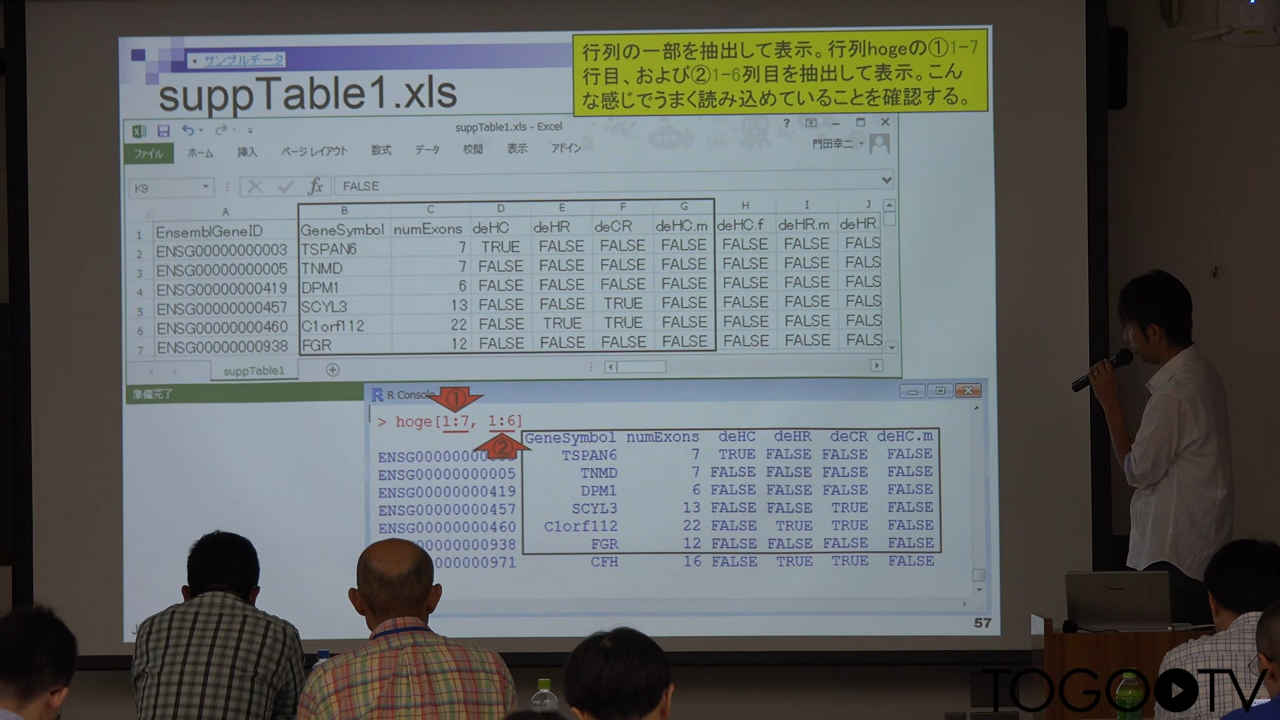 ・サンプルデータ
suppTable1.xls
行列の一部を抽出して表示。行列hogeの①1-7
行目、および②1-6列目を抽出して表示。こん
な感じでうまく読み込めていることを確認する。
suppTable1.xls - Excel
ファイル ホーム 挿入 ページ レイアウト 数式 データ 校閲 表示 アドイン 門田幸二
K9 fx FALSE
A B C D E F G H I J
1 EnsemblGeneID GeneSymbol numExons deHC deHR deCR deHC.m deHC.f deHR.m deHR.
2 ENSG00000000003 TSPAN6 7 TRUE FALSE FALSE FALSE FALSE FALSE FALS
3 ENSG00000000005 TNMD 7 FALSE FALSE FALSE FALSE FALSE FALSE FALS
4 ENSG00000000419 DPM1 6 FALSE FALSE FALSE FALSE FALSE FALSE FALS
5 ENSG00000000457 SCYL3 13 FALSE FALSE TRUE FALSE FALSE FALSE FALS
6 ENSG00000000460 C1orf112 22 FALSE TRUE TRUE FALSE FALSE FALSE FALS
7 ENSG00000000938 FGR 12 FALSE FALSE FALSE FALSE FALSE FALSE FALS
suppTable1
準備完了
R Console
①
> hoge[1:7, 1:6]
②
GeneSymbol numExons deHC deHR deCR deHC.m
TSPAN6 7 TRUE FALSE FALSE FALSE
ENSG00000000005 TNMD 7 FALSE FALSE FALSE FALSE
ENSG00000000419 DPM1 6 FALSE FALSE FALSE FALSE
ENSG00000000457 SCYL3 13 FALSE FALSE TRUE FALSE
ENSG00000000460 C1orf112 22 FALSE TRUE TRUE FALSE
00000000938 FGR 12 FALSE FALSE FALSE FALSE
000000971 CFH 16 FALSE TRUE TRUE FALSE
57
TOGO TV